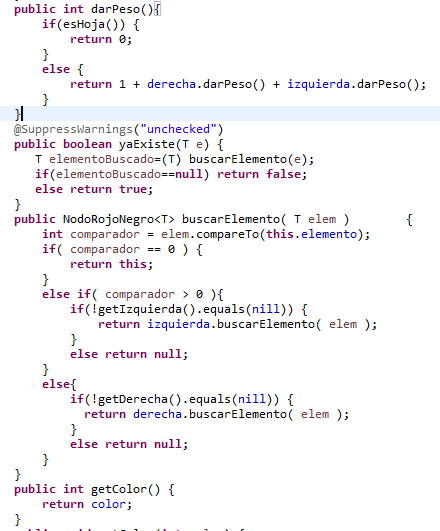 public int darPeso(){
    if(esHoja()) {
        return 0;
    }
    else {
        return 1 + derecha.darPeso() + izquierda.darPeso();
    }
}
@SuppressWarnings("unchecked")
public boolean yaExiste(T e) {
   T elementoBuscado=(T) buscarElemento(e);
   if(elementoBuscado==null) return false;
   else return true;
}
public NodoRojoNegro<T> buscarElemento( T elem )        {
    int comparador = elem.compareTo(this.elemento);
    if( comparador == 0 ) {
        return this;
    }
    else if( comparador > 0 ){
        if(!getIzquierda().equals(nill)) {
            return izquierda.buscarElemento( elem );
        }
        else return null;
    }
    else{
        if(!getDerecha().equals(nill)) {
          return derecha.buscarElemento( elem );
        }
        else return null;
    }
}
public int getColor() {
    return color;
}